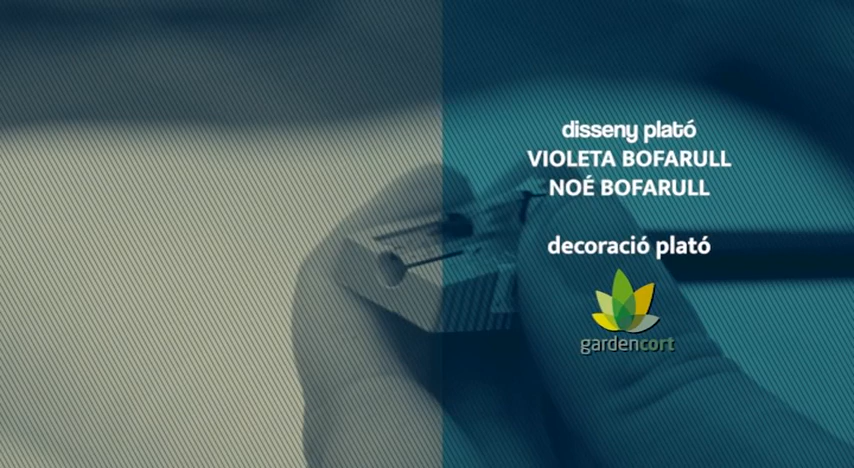 disseny plató
VIOLETA BOFARULL
NOÉ BOFARULL
decoració plató
gardencort